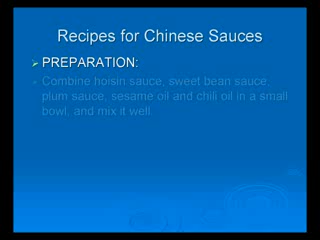 Recipes for Chinese Sauces
PREPARATION:
Combine hoisin sauce, sweet bean sauce,
plum sauce, sesame oil and chili oil in a small
bowl, and mix it well.